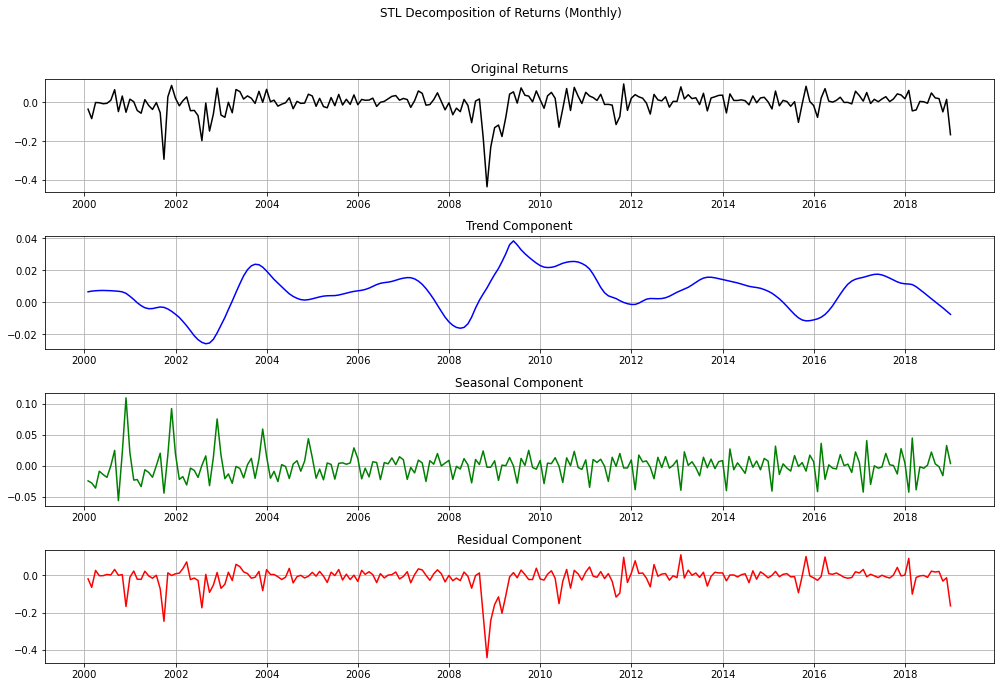 STL Decomposition of Returns (Monthly)
Original Returns
0.0
−0.2
−0.4
2000 2002 2004 2006 2008 2010 2012 2014 2016 2018
Trend Component
0.04
0.02
0.00
−0.02
2000 2002 2004 2006 2008 2010 2012 2014 2016 2018
Seasonal Component
0.10
0.05
0.00
−0.05
2000 2002 2004 2006 2008 2010 2012 2014 2016 2018
Residual Component
0.0
−0.2
−0.4
2000 2002 2004 2006 2008 2010 2012 2014 2016 2018